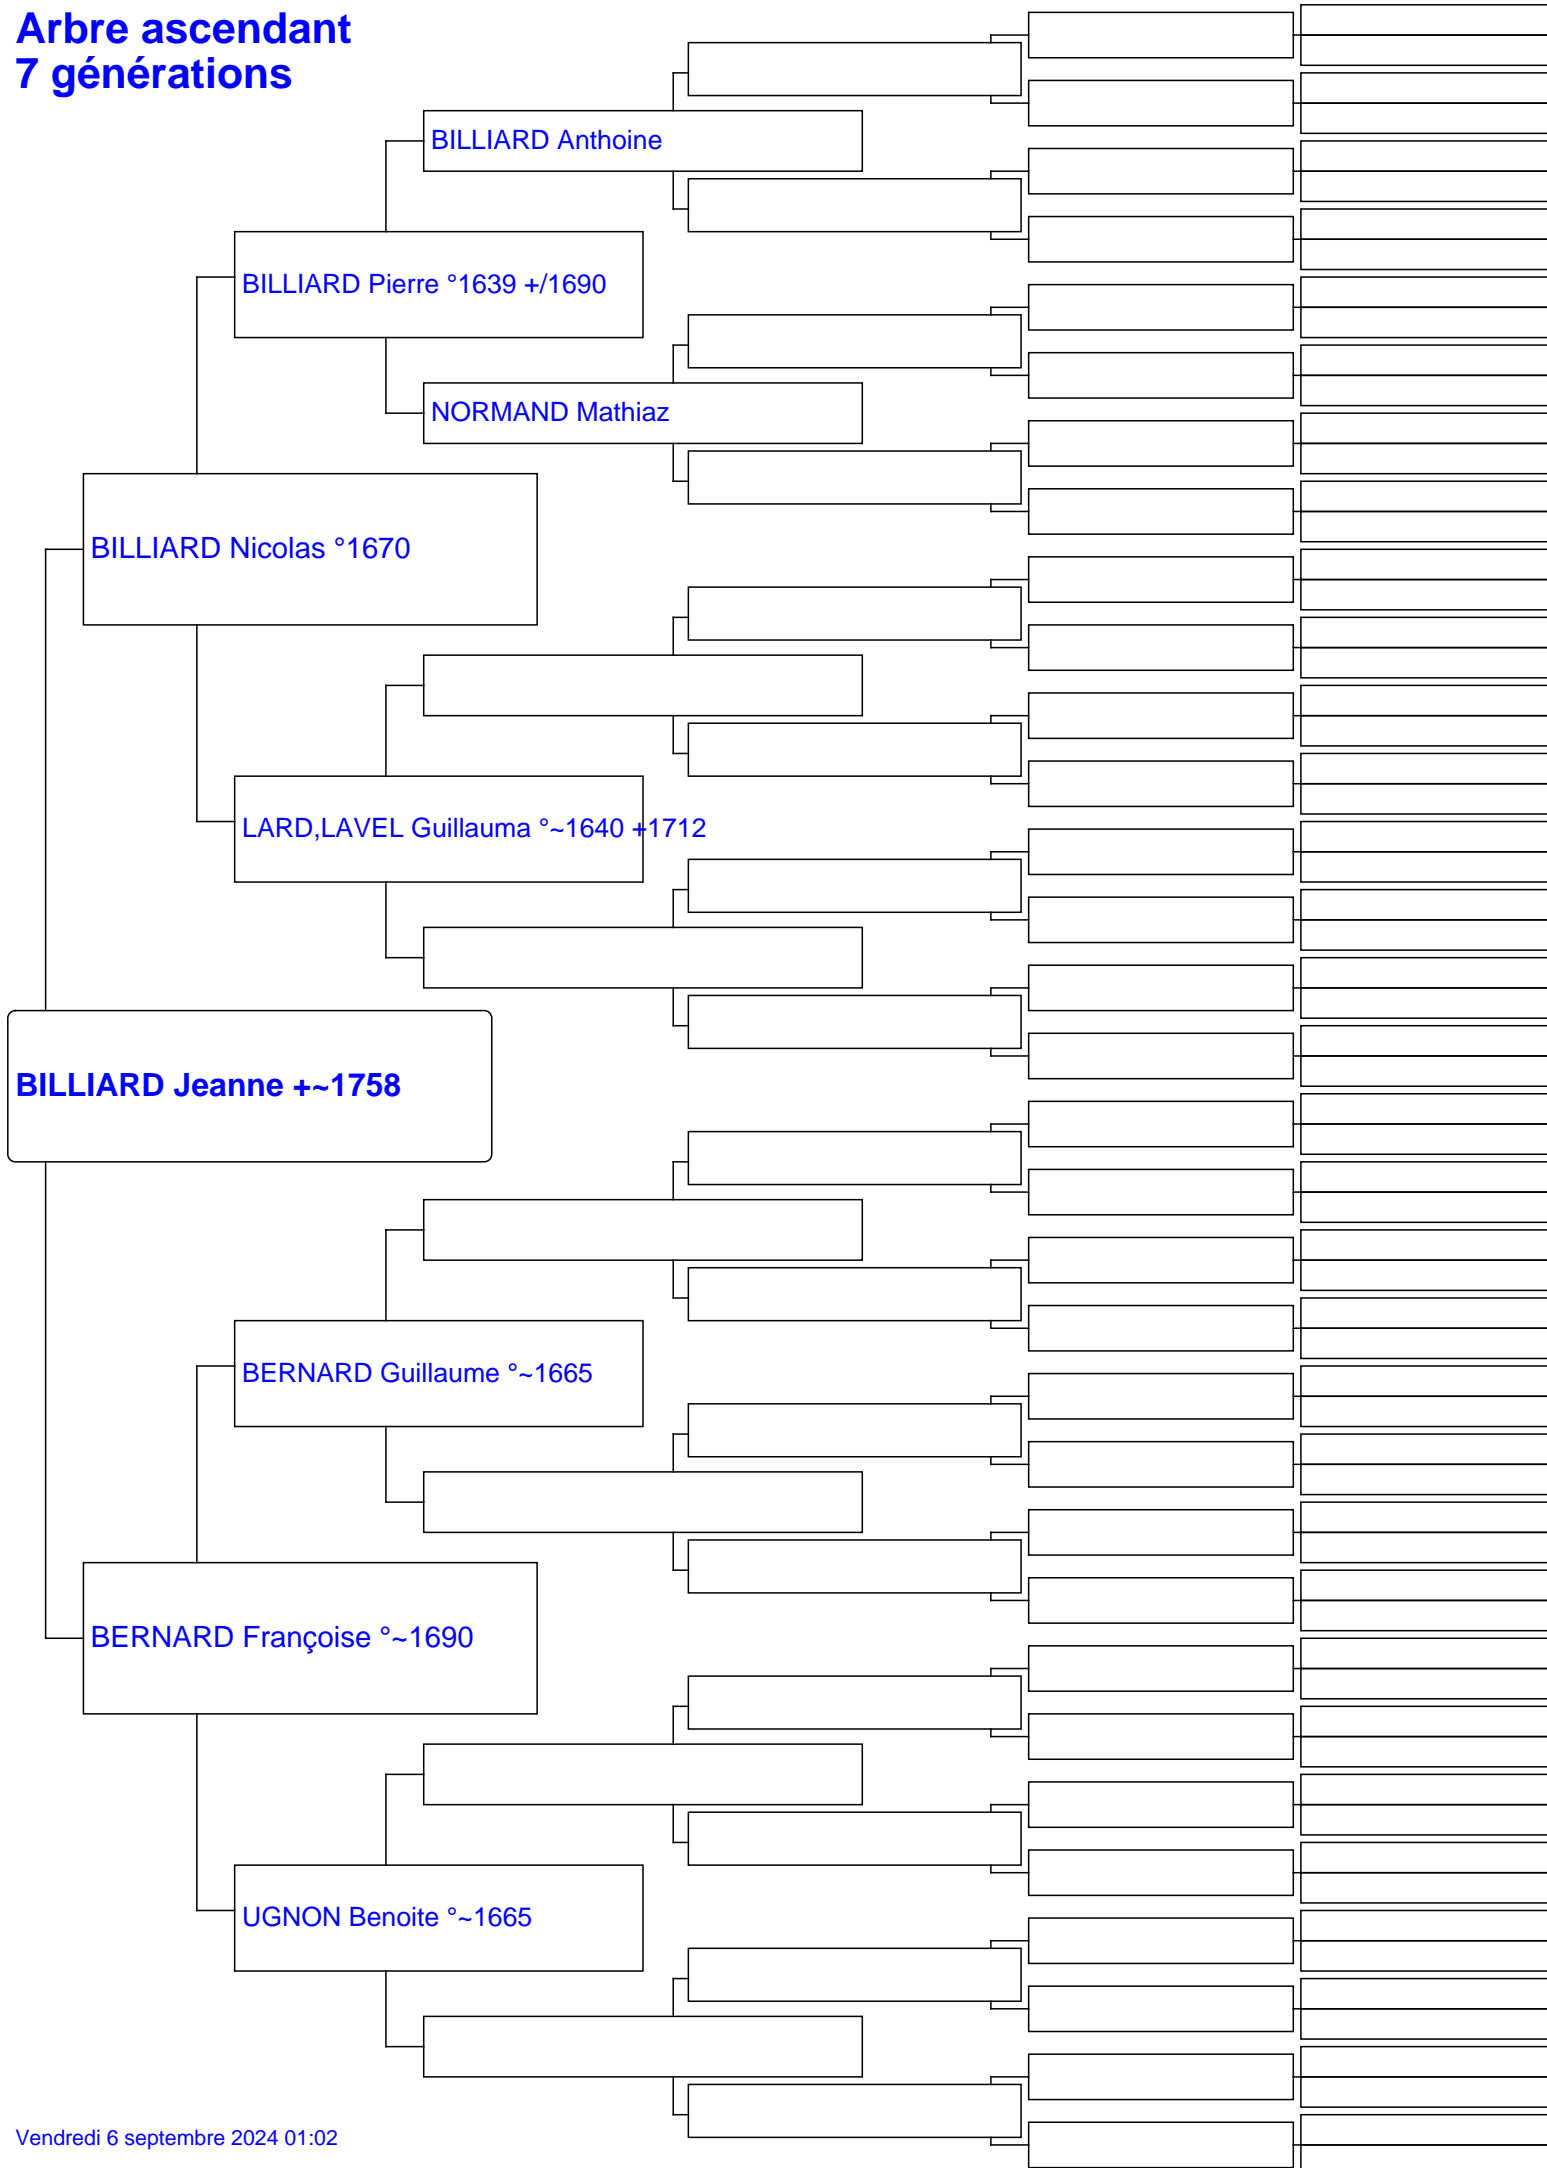 Arbre ascendant
7 générations
BILLIARD Anthoine
BILLIARD Pierre °1639 +/1690
NORMAND Mathiaz
BILLIARD Nicolas °1670
LARD,LAVEL Guillauma °~1640 +1712
BILLIARD Jeanne +~1758
BERNARD Guillaume °~1665
BERNARD Françoise °~1690
UGNON Benoite °~1665
Vendredi 6 septembre 2024 01:02